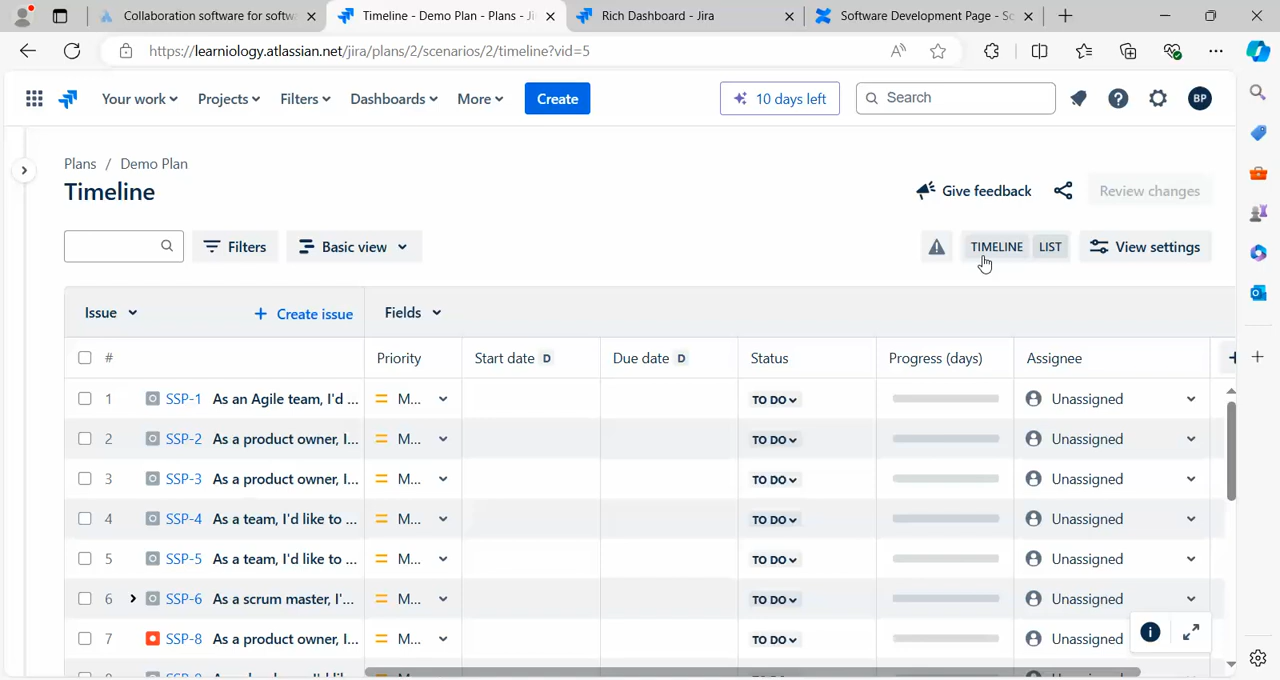 Collaboration software for softw
Timeline - Demo Plan - Plans - Ji
Rich Dashboard - Jira
Software Development Page - So
https://learniology.atlassian.net/jira/plans/2/scenarios/2/timeline?vid=5
Your work
Projects
Filters
Dashboards
More
Create
10 days left
Search
BP
Plans / Demo Plan
Timeline
Give feedback
Review changes
Filters
Basic view
TIMELINE
LIST
View settings
Issue
+ Create issue
Fields
# Priority Start date D Due date D Status Progress (days) Assignee
1 SSP-1 As an Agile team, I'd ... M... TO DO Unassigned
2 SSP-2 As a product owner, I... M... TO DO Unassigned
3 SSP-3 As a product owner, I... M... TO DO Unassigned
4 SSP-4 As a team, I'd like to ... M... TO DO Unassigned
5 SSP-5 As a team, I'd like to ... M... TO DO Unassigned
6 SSP-6 As a scrum master, I'... M... TO DO Unassigned
7 SSP-8 As a product owner, I... M... TO DO Unassigned